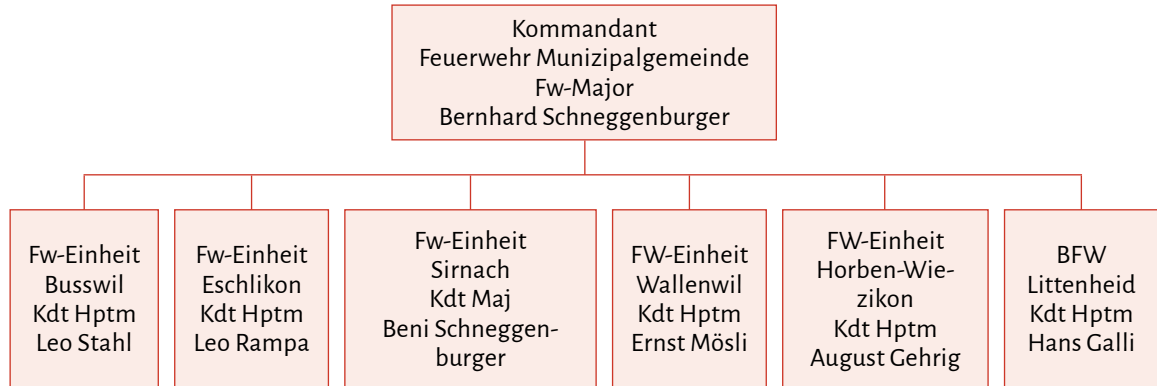 Kommandant
Feuerwehr Munizipalgemeinde
Fw-Major
Bernhard Schneggenburger
Fw-Einheit
Busswil
Kdt Hptm
Leo Stahl
Fw-Einheit
Eschlikon
Kdt Hptm
Leo Rampa
Fw-Einheit
Sirnach
Kdt Maj
Beni Schneggen-
burger
FW-Einheit
Wallenwil
Kdt Hptm
Ernst Mösli
FW-Einheit
Horben-Wie-
zikon
Kdt Hptm
August Gehrig
BFW
Littenheid
Kdt Hptm
Hans Galli